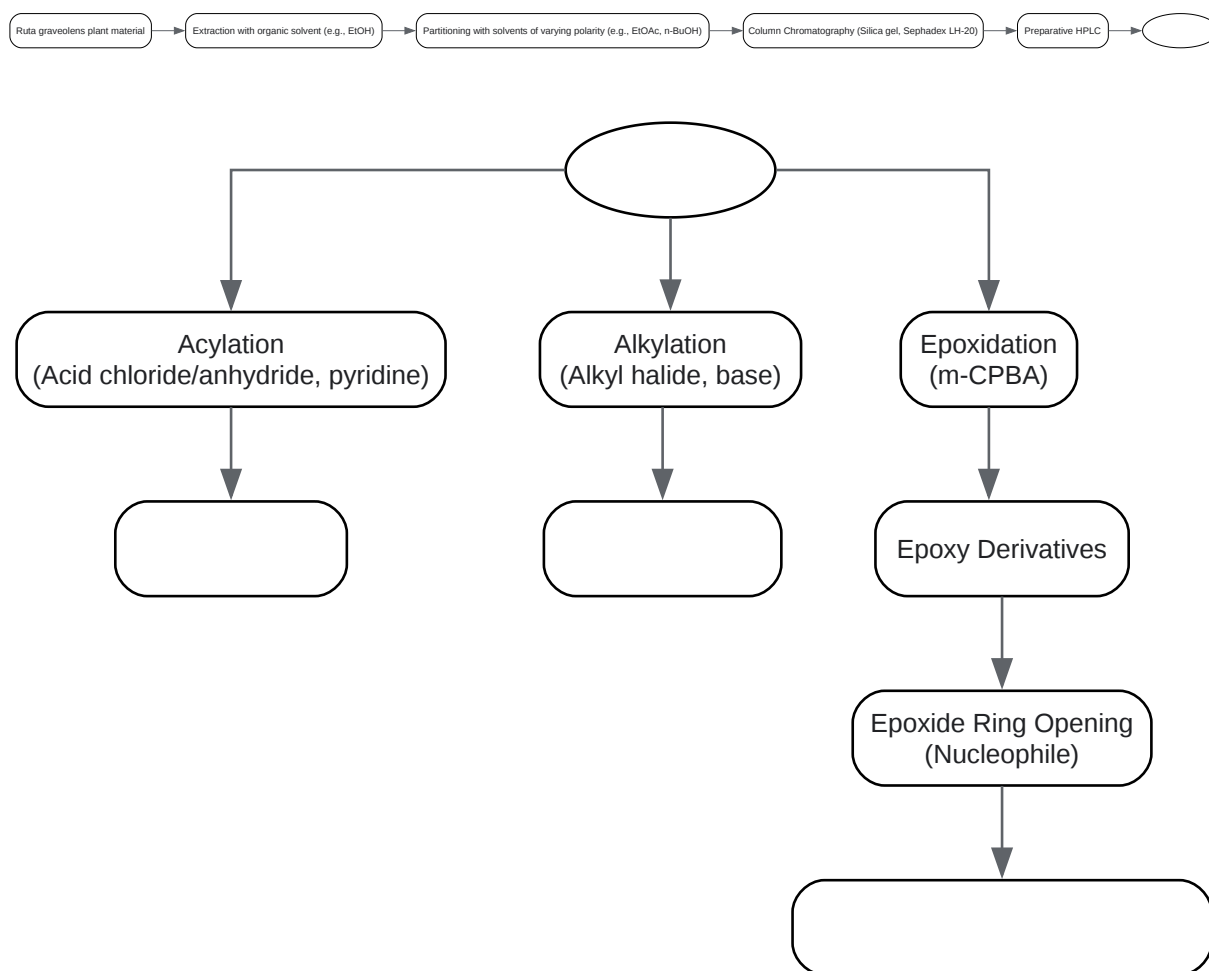 Ruta graveolens plant material
Extraction with organic solvent (e.g., EtOH)
Partitioning with solvents of varying polarity (e.g., EtOAc, n-BuOH)
Column Chromatography (Silica gel, Sephadex LH-20)
Preparative HPLC
Acylation
(Acid chloride/anhydride, pyridine)
Alkylation
(Alkyl halide, base)
Epoxidation
(m-CPBA)
Epoxy Derivatives
Epoxide Ring Opening
(Nucleophile)